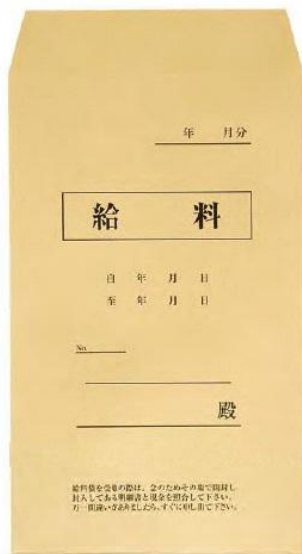 年 月分
給 料
自 年 月 日
至 年 月 日
No.
殿
給料袋を受取の際は、念のためその場で開封し
封入してある明細書と現金を照合して下さい。
万一間違いがありましたら、すぐに申し出て下さい。